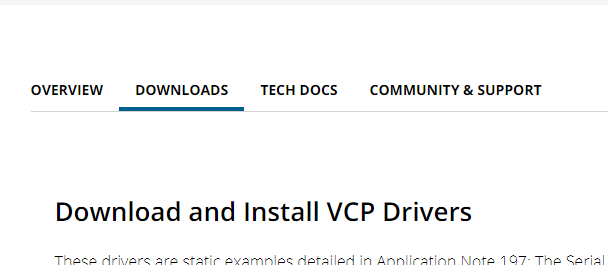 OVERVIEW DOWNLOADS TECH DOCS COMMUNITY & SUPPORT
Download and Install VCP Drivers
These drivers are static examples detailed in Application Note 197: The Serial